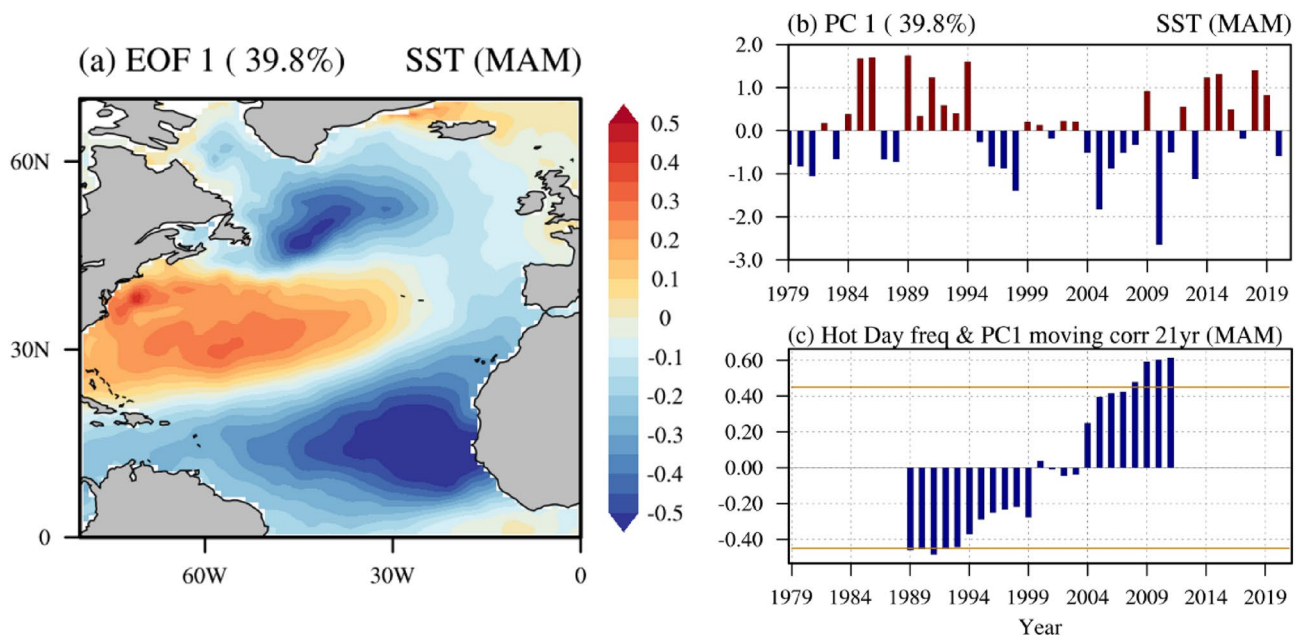 (a) EOF 1 ( 39.8%) SST (MAM)
60N
30N
0
60W 30W 0
0.5
0.4
0.3
0.2
0.1
0
-0.1
-0.2
-0.3
-0.4
-0.5
(b) PC 1 ( 39.8%) SST (MAM)
2.0
1.0
0.0
-1.0
-2.0
-3.0
1979 1984 1989 1994 1999 2004 2009 2014 2019
(c) Hot Day freq & PC1 moving corr 21yr (MAM)
0.60
0.40
0.20
0.00
-0.20
-0.40
1979 1984 1989 1994 1999 2004 2009 2014 2019
Year